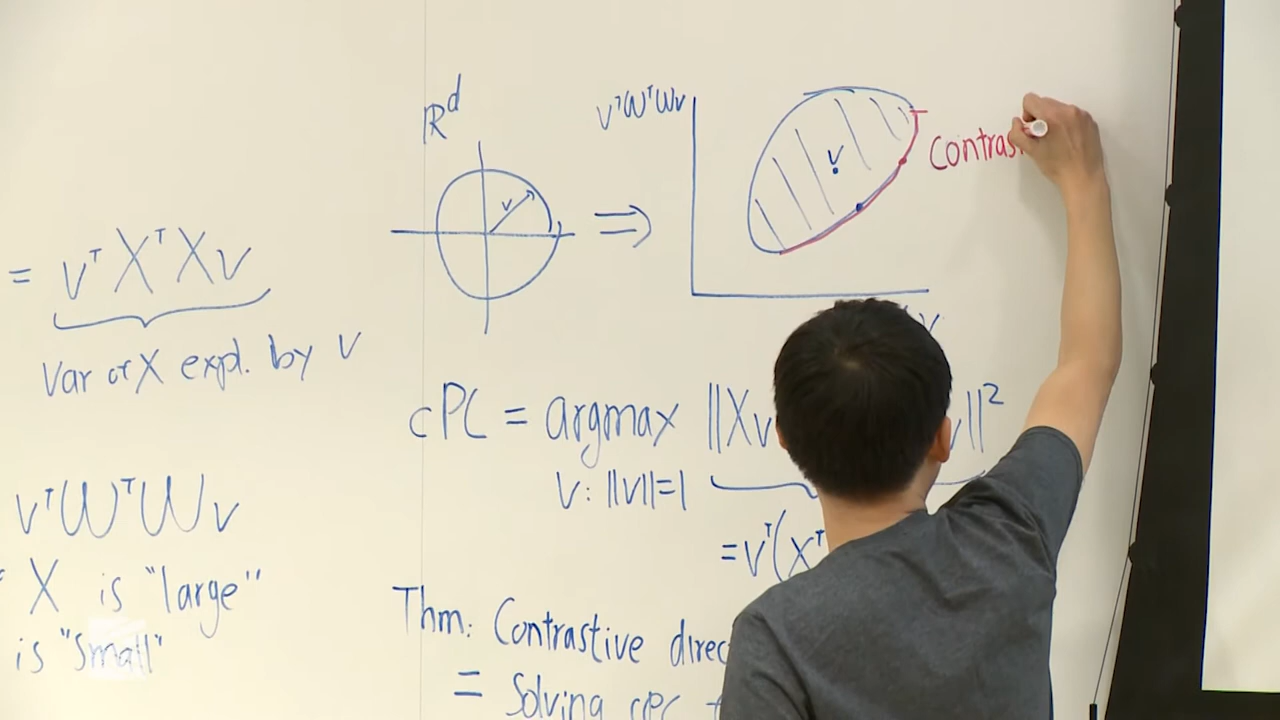 = vᵀXᵀXv
Var of X expl. by v
vᵀWᵀWv
X is "large"
is "small"
ℝᵈ
v
⇒
vᵀWᵀWv
v
Contras
v
cPC = argmax ||Xv v||²
v: ||v||=1
=vᵀ(Xᵀ
Thm: Contrastive direc
= Solving cPC